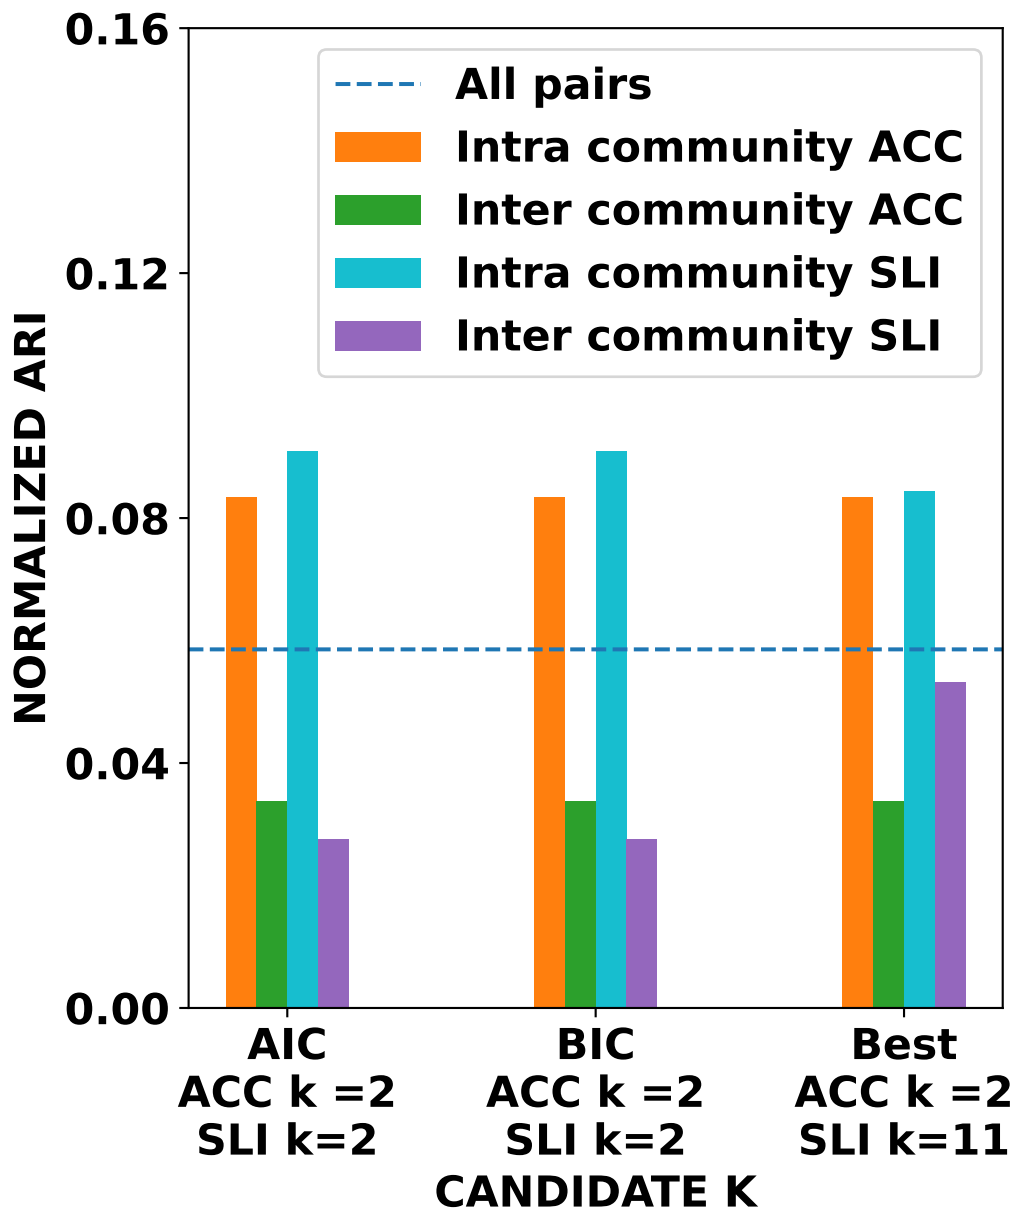 0.16
All pairs
Intra community ACC
Inter community ACC
0.12
Intra community SLI
Inter community SLI
NORMALIZED ARI
0.08
0.04
0.00
AIC BIC Best
ACC k =2 ACC k =2 ACC k =2
SLI k=2 SLI k=2 SLI k=11
CANDIDATE K